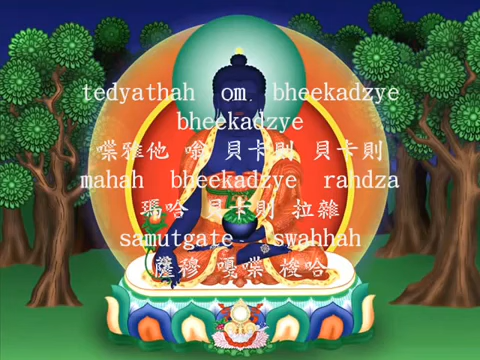 tedyathah om bheekadzye
bheekadzye
喋雅他 嗡 貝卡則 貝卡則
mahah bheekadzye randza
瑪哈 貝卡則 拉雜
samutgate swahhah
薩穆 嘎喋 梭哈